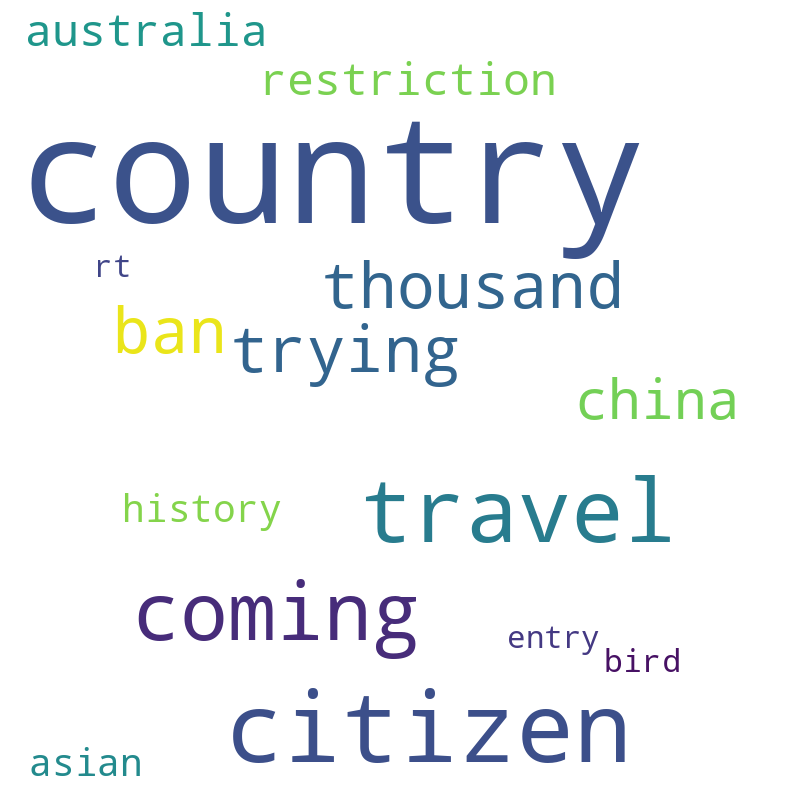 australia
restriction
country
rt
thousand
ban
trying
china
history
travel
coming
entry
bird
citizen
asian